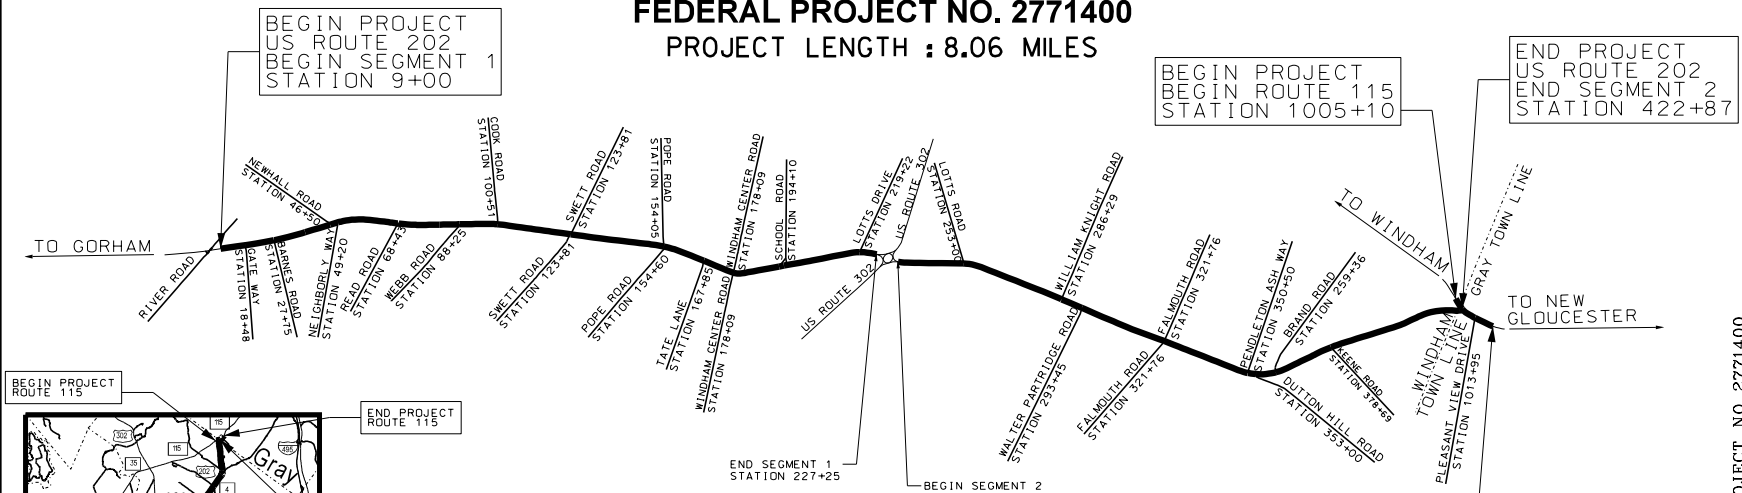 FEDERAL PROJECT NO. 2771400
PROJECT LENGTH : 8.06 MILES
BEGIN PROJECT
US ROUTE 202
BEGIN SEGMENT 1
STATION 9+00
BEGIN PROJECT
BEGIN ROUTE 115
STATION 1005+10
END PROJECT
US ROUTE 202
END SEGMENT 2
STATION 422+87
TO GORHAM
RIVER ROAD
GATE WAY
STATION 18+48
BARNES ROAD
STATION 27+75
NEWHALL ROAD
STATION 46+50
NEIGHBORLY WAY
STATION 49+20
READ ROAD
STATION 68+43
WEBB ROAD
STATION 88+25
COOK ROAD
STATION 100+51
SWETT ROAD
STATION 123+81
SWETT ROAD
STATION 123+81
POPE ROAD
STATION 154+05
POPE ROAD
STATION 154+60
TATE LANE
STATION 167+85
WINDHAM CENTER ROAD
STATION 178+09
WINDHAM CENTER ROAD
STATION 178+09
SCHOOL ROAD
STATION 194+10
LOTTS DRIVE
STATION 219+22
US ROUTE 302
US ROUTE 302
LOTTS ROAD
STATION 253+00
WILLIAM KNIGHT ROAD
STATION 286+29
WALTER PARTRIDGE ROAD
STATION 293+45
FALMOUTH ROAD
STATION 321+76
FALMOUTH ROAD
STATION 321+76
PENDLETON ASH WAY
STATION 350+50
DUTTON HILL ROAD
STATION 353+00
BRAND ROAD
STATION 259+36
KEENE ROAD
STATION 378+69
TO WINDHAM
GRAY TOWN LINE
WINDHAM
TOWN LINE
PLEASANT VIEW DRIVE
STATION 1013+95
TO NEW
GLOUCESTER
END SEGMENT 1
STATION 227+25
BEGIN SEGMENT 2
BEGIN PROJECT
ROUTE 115
END PROJECT
ROUTE 115
302
115
115
35
202
495
4
Gray
OJECT NO 2771400